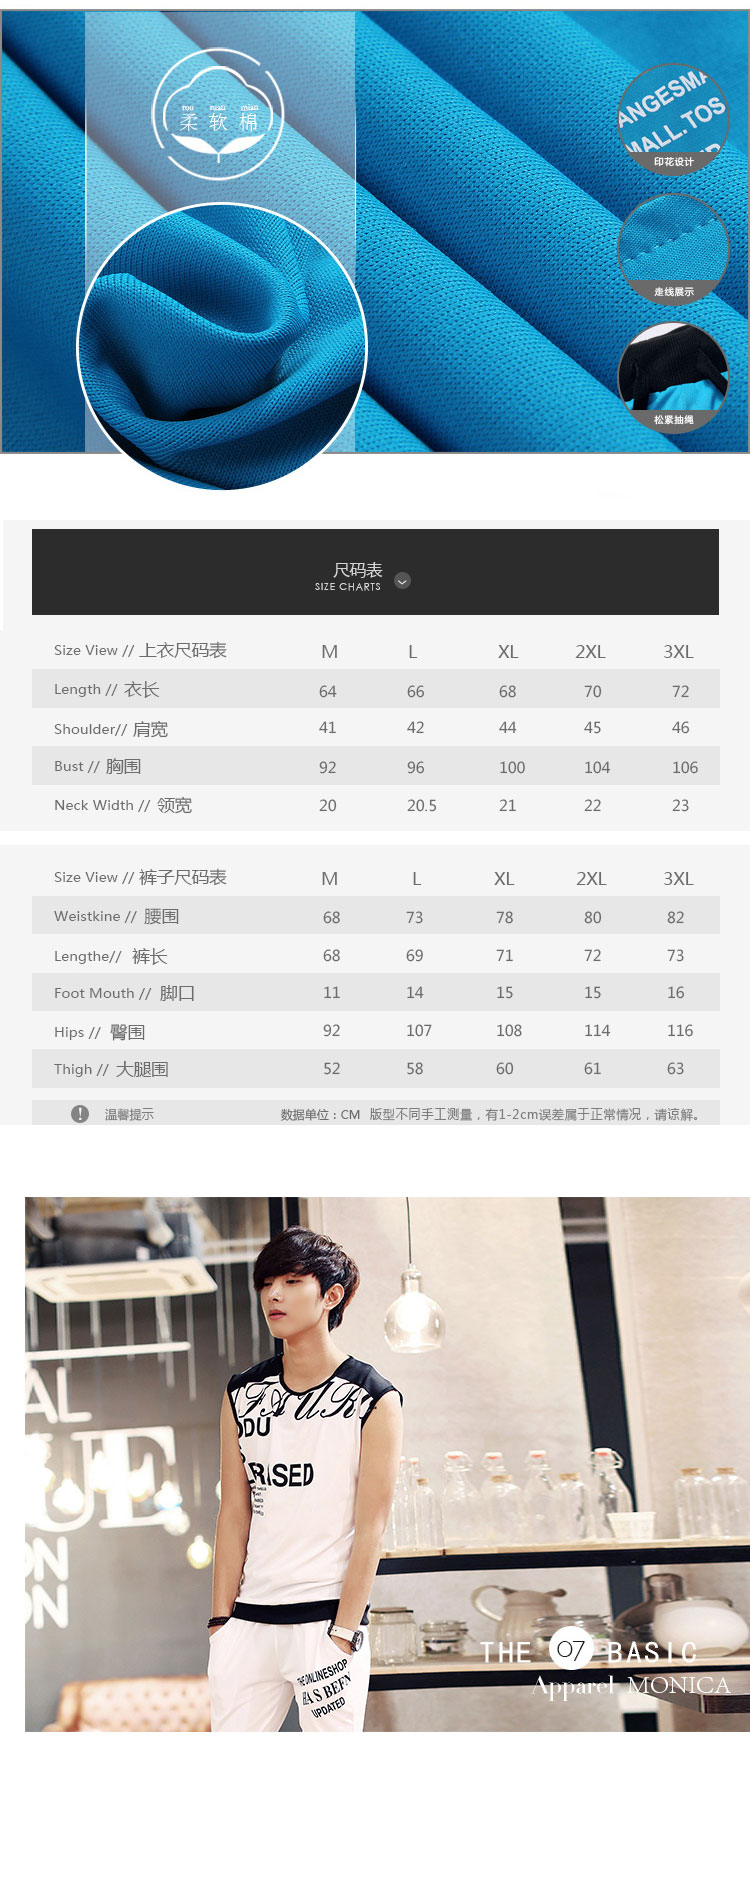 rou ruan mian
柔 软 棉
ANGESMA
MALL.TOS
印花设计
走线展示
松紧抽绳
尺码表
SIZE CHARTS
Size View // 上衣尺码表 M L XL 2XL 3XL
Length // 衣长 64 66 68 70 72
Shoulder// 肩宽 41 42 44 45 46
Bust // 胸围 92 96 100 104 106
Neck Width // 领宽 20 20.5 21 22 23
Size View // 裤子尺码表 M L XL 2XL 3XL
Weistkine // 腰围 68 73 78 80 82
Lengthe// 裤长 68 69 71 72 73
Foot Mouth // 脚口 11 14 15 15 16
Hips // 臀围 92 107 108 114 116
Thigh // 大腿围 52 58 60 61 63
! 温馨提示 数据单位：CM 版型不同手工测量，有1-2cm误差属于正常情况，请谅解。
AL
UE
ON
ON
FAUR
ODU
RISED
THE ONLINESHOP
HAS BEEN
UPDATED
THE 07 BASIC
Apparel MONICA